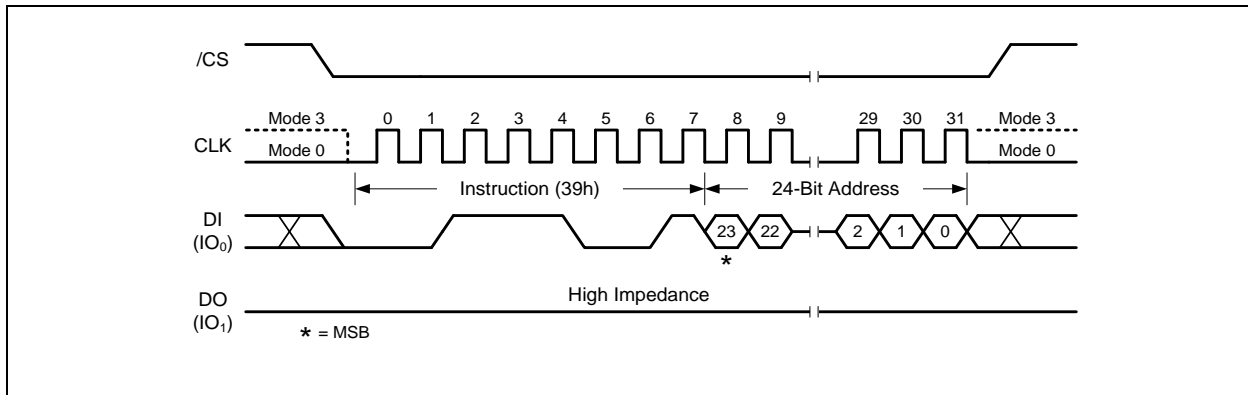 /CS
Mode 3 0 1 2 3 4 5 6 7 8 9 29 30 31 Mode 3
CLK
Mode 0 Mode 0
Instruction (39h) 24-Bit Address
DI
(IO₀)
23 22 2 1 0
*
High Impedance
DO
(IO₁)
* = MSB